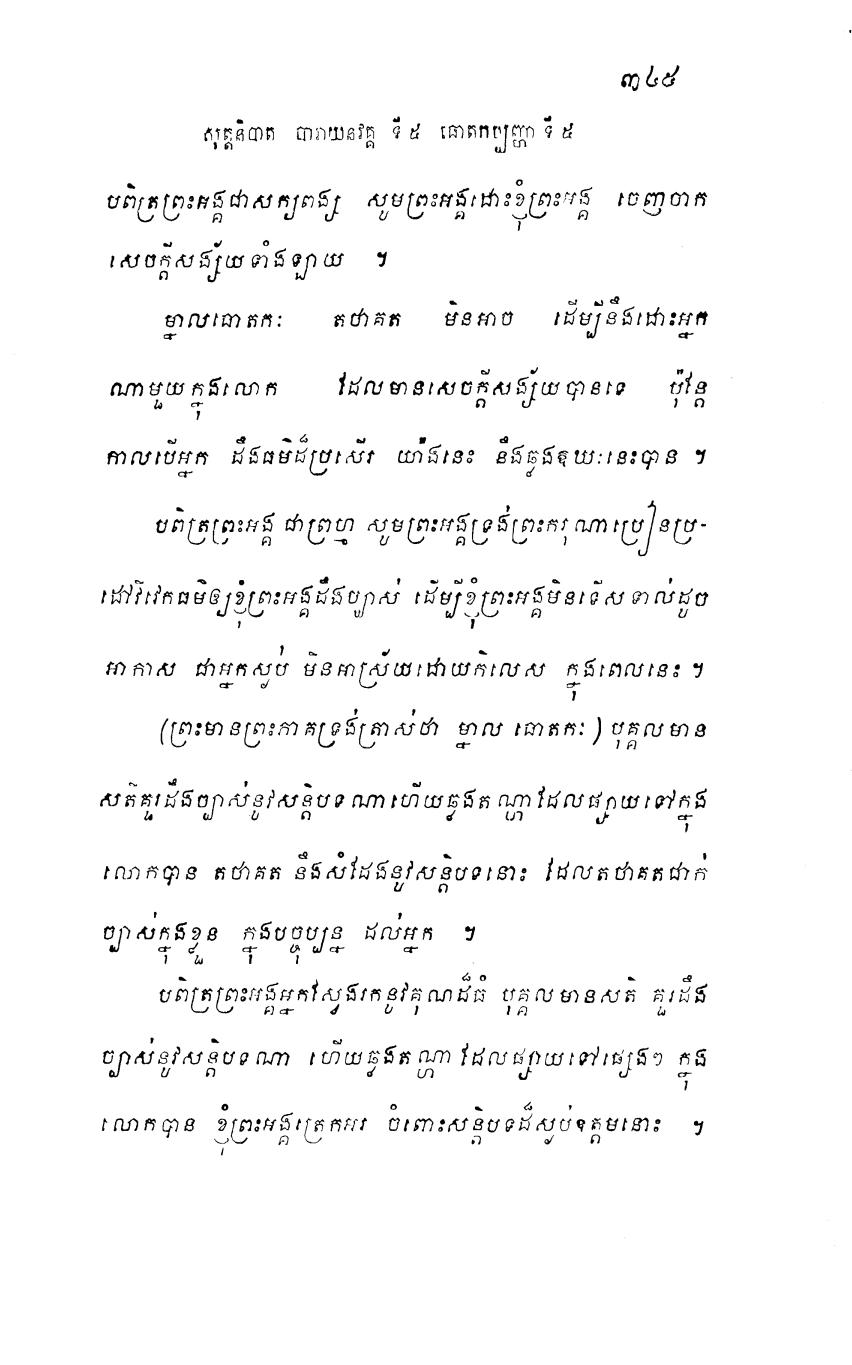 ៣៤៥
សុត្តនិបាត បារាយនវគ្គ ទី ៥ ធោតកប្បញ្ហា ទី ៥
បពិត្រព្រះអង្គជាសក្យពង្ស សូមព្រះអង្គដោះខ្ញុំព្រះអង្គ ចេញចាក
សេចក្តីសង្ស័យទាំងឡាយ ។
ម្នាលធោតកៈ តថាគត មិនអាច ដើម្បីនឹងដោះអ្នក
ណាមួយក្នុងលោក ដែលមានសេចក្តីសង្ស័យបានទេ ប៉ុន្តែ
កាលបើអ្នក ដឹងធម៌ដ៏ប្រសើរ យ៉ាងនេះ នឹងឆ្លងឱឃៈនេះបាន ។
បពិត្រព្រះអង្គ ជាព្រហ្ម សូមព្រះអង្គទ្រង់ព្រះករុណាប្រៀនប្រ-
ដៅវិវេកធម៌ឲ្យខ្ញុំព្រះអង្គដឹងច្បាស់ ដើម្បីខ្ញុំព្រះអង្គមិនទើសទាល់ដូច
អាកាស ជាអ្នកស្ងប់ មិនអាស្រ័យដោយកិលេស ក្នុងពេលនេះ ។
(ព្រះមានព្រះភាគទ្រង់ត្រាស់ថា ម្នាល ធោតកៈ ) បុគ្គលមាន
សតិគួរដឹងច្បាស់នូវសន្តិបទណាហើយឆ្លងតណ្ហាដែលផ្សាយទៅក្នុង
លោកបាន តថាគត នឹងសំដែងនូវសន្តិបទនោះ ដែលតថាគតជាក់
ច្បាស់ក្នុងខ្លួន ក្នុងបច្ចុប្បន្ន ដល់អ្នក ។
បពិត្រព្រះអង្គអ្នកស្វែងរកនូវគុណដ៏ធំ បុគ្គលមានសតិ គួរដឹង
ច្បាស់នូវសន្តិបទណា ហើយឆ្លងតណ្ហា ដែលផ្សាយទៅផ្សេងៗ ក្នុង
លោកបាន ខ្ញុំព្រះអង្គត្រេកអរ ចំពោះសន្តិបទដ៏ស្ងប់ឧត្តមនោះ ។